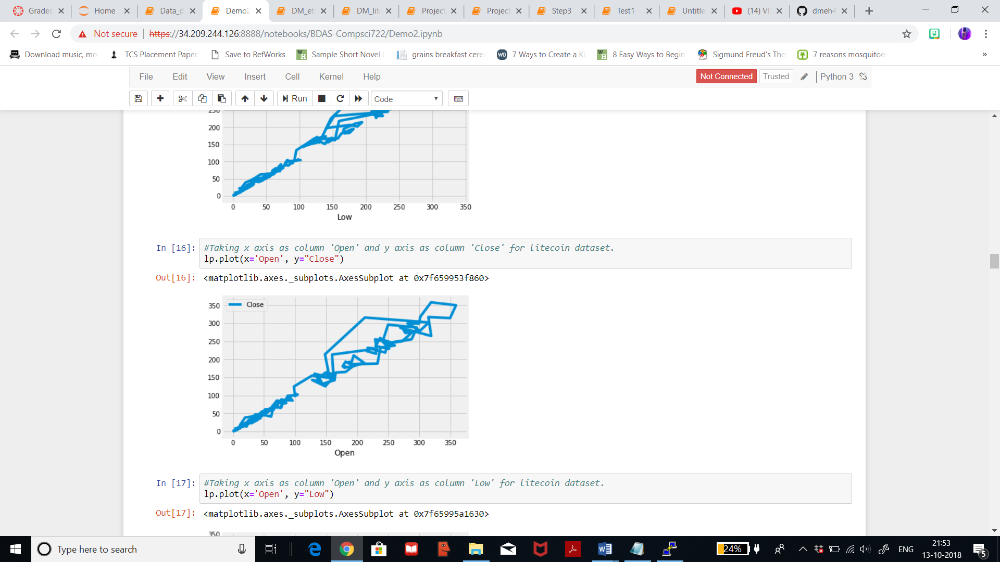 Grades Home Data_d Demo2 DM_et DM_lite Project Project Step3 Test1 Untitle (14) VI dmeh4
Not secure https://34.209.244.126:8888/notebooks/BDAS-Compsci722/Demo2.ipynb
Download music, mo TCS Placement Paper Save to RefWorks Sample Short Novel grains breakfast cere 7 Ways to Create a Ki 8 Easy Ways to Begin Sigmund Freud's The 7 reasons mosquitoe »
File Edit View Insert Cell Kernel Help Not Connected Trusted Python 3
Run Code
250
200
150
100
50
0
0 50 100 150 200 250 300 350
Low
In [16]: #Taking x axis as column 'Open' and y axis as column 'Close' for litecoin dataset.
lp.plot(x='Open', y="Close")
Out[16]: <matplotlib.axes._subplots.AxesSubplot at 0x7f659953f860>
350 Close
300
250
200
150
100
50
0
0 50 100 150 200 250 300 350
Open
In [17]: #Taking x axis as column 'Open' and y axis as column 'Low' for litecoin dataset.
lp.plot(x='Open', y="Low")
Out[17]: <matplotlib.axes._subplots.AxesSubplot at 0x7f65995a1630>
350
Type here to search 24% ENG 21:53
13-10-2018 5